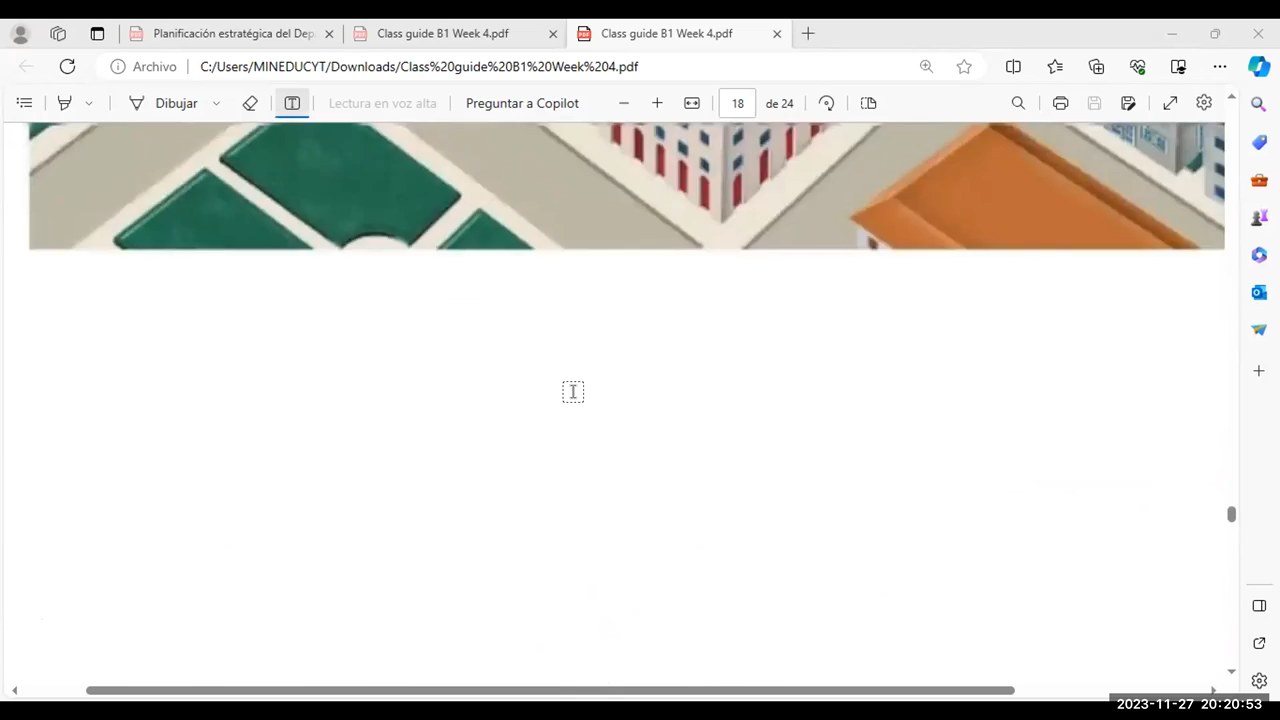 Planificación estratégica del Dep
Class guide B1 Week 4.pdf
Class guide B1 Week 4.pdf
Archivo
C:/Users/MINEDUCYT/Downloads/Class%20guide%20B1%20Week%204.pdf
Dibujar
Lectura en voz alta
Preguntar a Copilot
18
de 24
2023-11-27 20:20:53